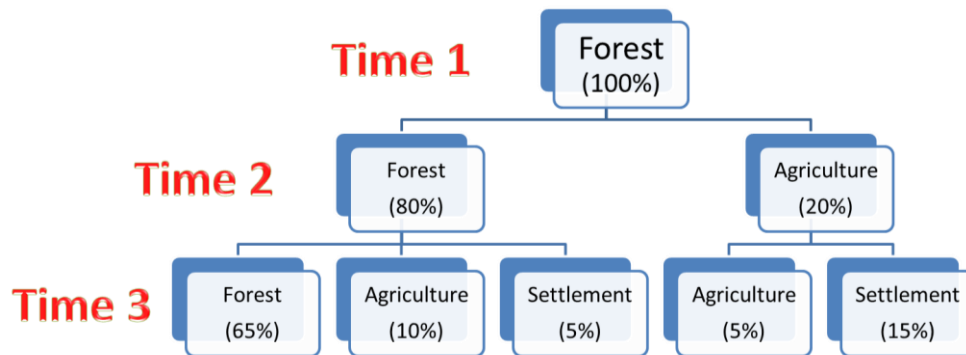 Time 1
Forest
(100%)
Time 2
Forest
(80%)
Agriculture
(20%)
Time 3
Forest
(65%)
Agriculture
(10%)
Settlement
(5%)
Agriculture
(5%)
Settlement
(15%)